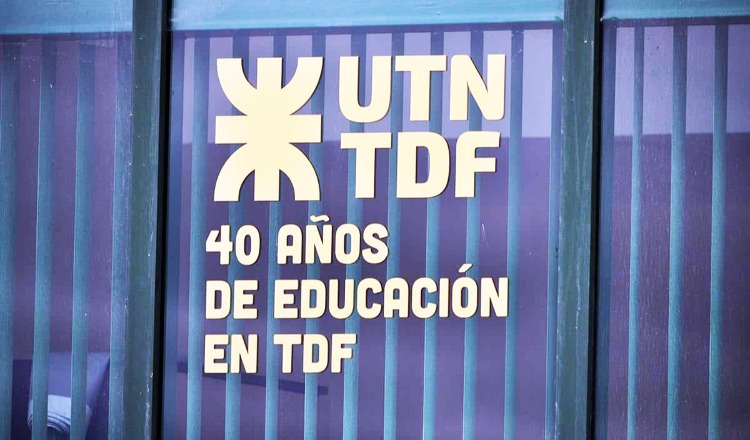 UTN
TDF
40 AÑOS
DE EDUCACIÓN
EN TDF